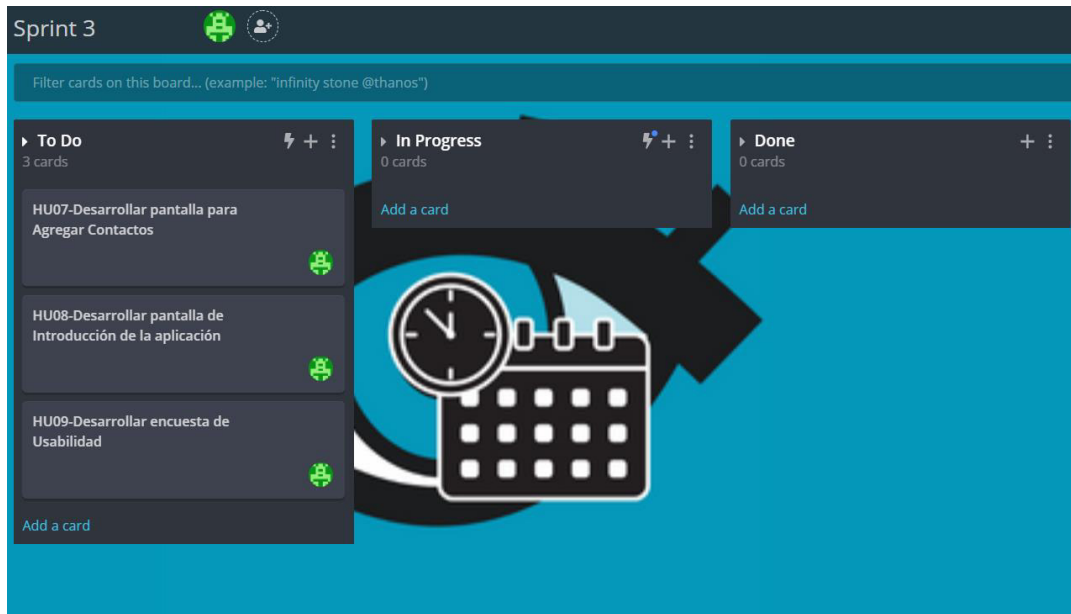 Sprint 3
Filter cards on this board... (example: "infinity stone @thanos")
To Do
3 cards
HU07-Desarrollar pantalla para
Agregar Contactos
HU08-Desarrollar pantalla de
Introducción de la aplicación
HU09-Desarrollar encuesta de
Usabilidad
Add a card
In Progress
0 cards
Add a card
Done
0 cards
Add a card